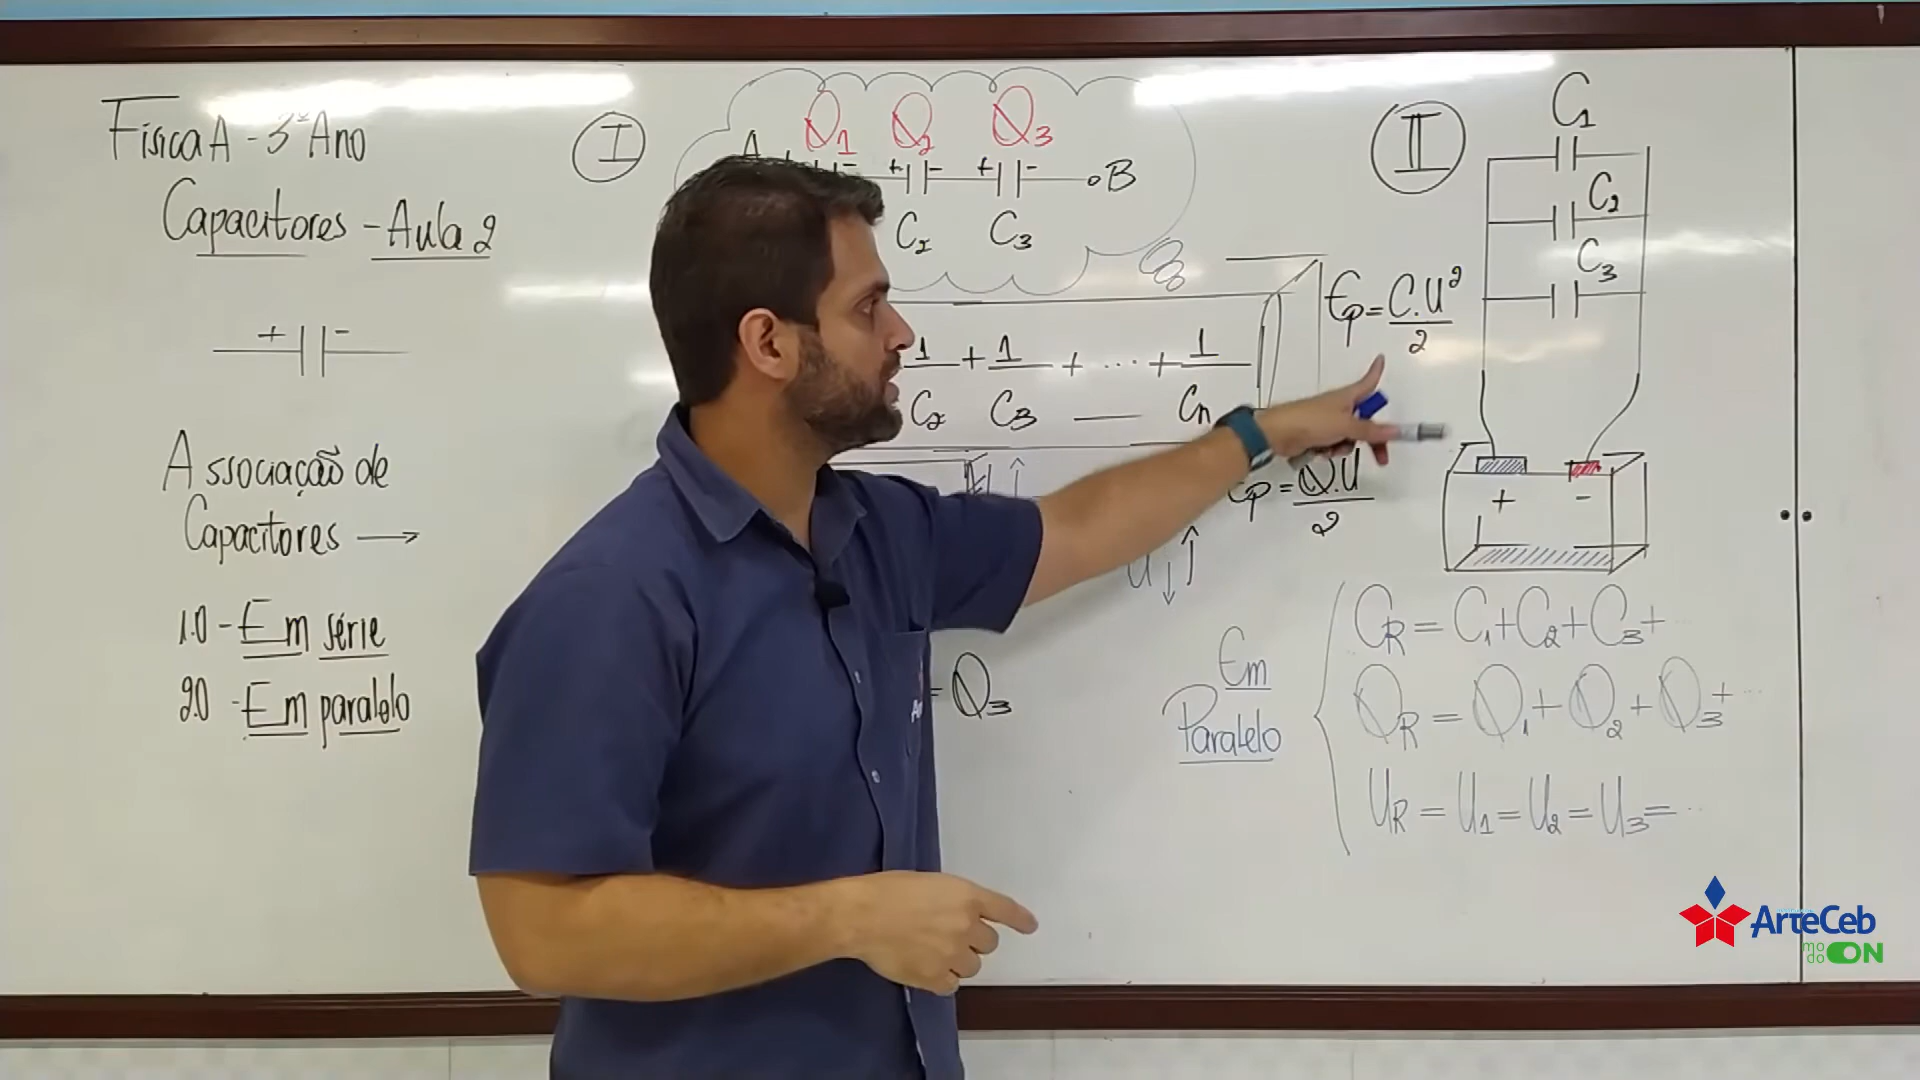 Física A - 3º Ano
Capacitores - Aula 2
+ -
Associação de
Capacitores →
1.0 - Em série
2.0 - Em paralelo
I
Q1 Q2 Q3
A + - + - + - B
C2 C3
1 + 1 + ... + 1
C2 C3 — Cn
U ↓ ↑
= Q3
II
C1
C2
C3
Ep = C.U²
2
Ep = Q.U
2
+ -
Em
Paralelo
CR = C1 + C2 + C3 + ...
QR = Q1 + Q2 + Q3 + ...
UR = U1 = U2 = U3 = ...
ArteCeb
modo ON